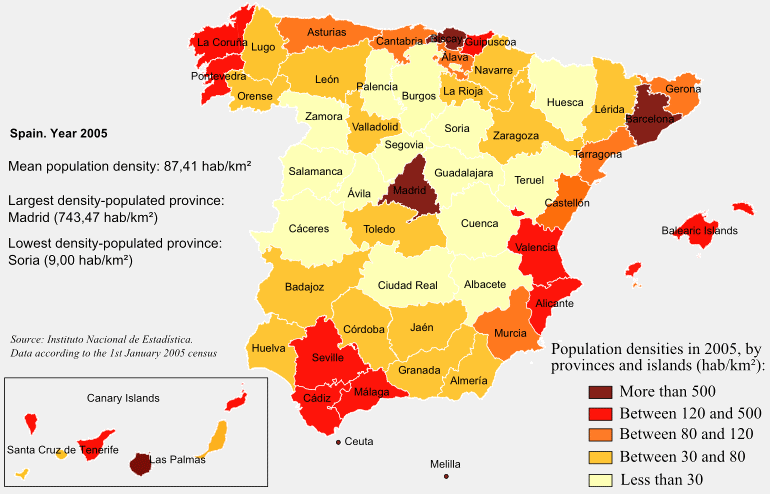 La Coruña
Lugo
Asturias
Cantabria
Biscay
Guipuscoa
Álava
Navarre
Pontevedra
Orense
León
Palencia
Burgos
La Rioja
Huesca
Lérida
Gerona
Barcelona
Zamora
Valladolid
Soria
Zaragoza
Tarragona
Segovia
Salamanca
Ávila
Madrid
Guadalajara
Teruel
Castellón
Cáceres
Toledo
Cuenca
Valencia
Balearic Islands
Badajoz
Ciudad Real
Albacete
Alicante
Huelva
Córdoba
Jaén
Murcia
Seville
Granada
Almería
Cádiz
Málaga
Ceuta
Melilla
Spain. Year 2005
Mean population density: 87,41 hab/km²
Largest density-populated province:
Madrid (743,47 hab/km²)
Lowest density-populated province:
Soria (9,00 hab/km²)
Source: Instituto Nacional de Estadística.
Data according to the 1st January 2005 census
Canary Islands
Santa Cruz de Tenerife
Las Palmas
Population densities in 2005, by
provinces and islands (hab/km²):
More than 500
Between 120 and 500
Between 80 and 120
Between 30 and 80
Less than 30